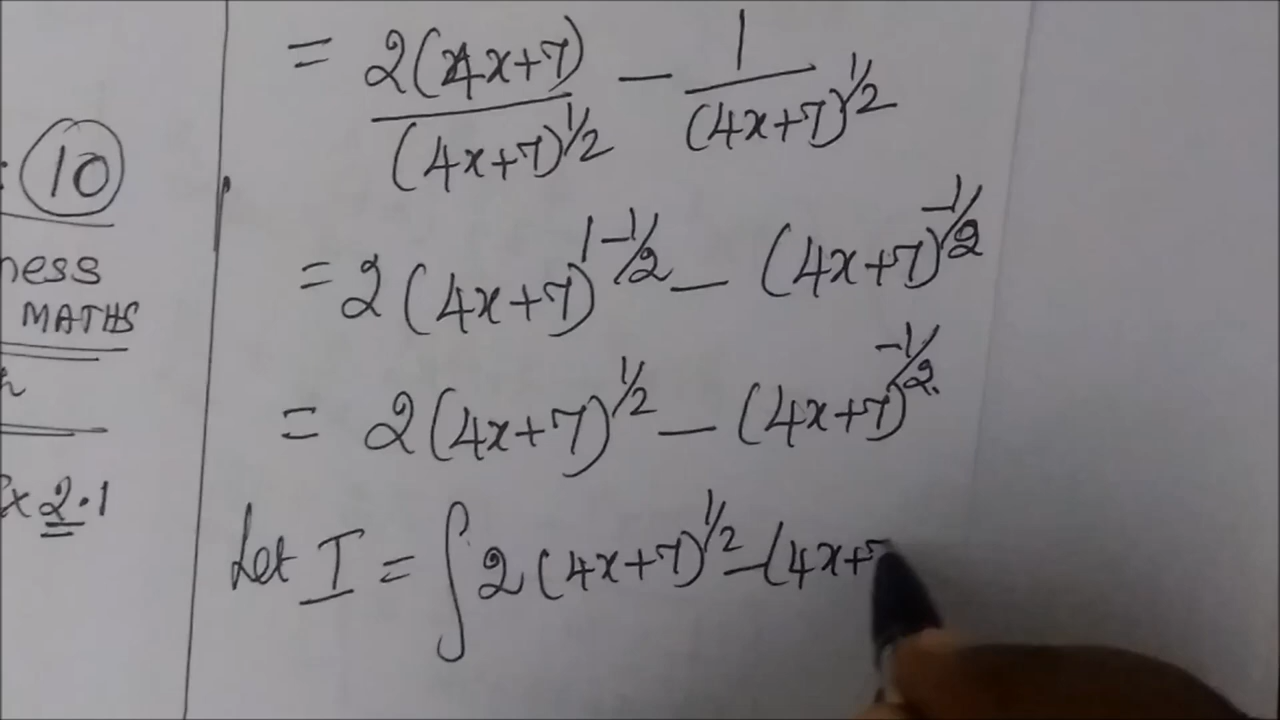 : 10
ness
MATHS
Ex 2.1
= 2(4x+7)/(4x+7)^1/2 − 1/(4x+7)^1/2
= 2(4x+7)^1−1/2 − (4x+7)^−1/2
= 2(4x+7)^1/2 − (4x+7)^−1/2.
Let I = ∫ 2(4x+7)^1/2 − (4x+7